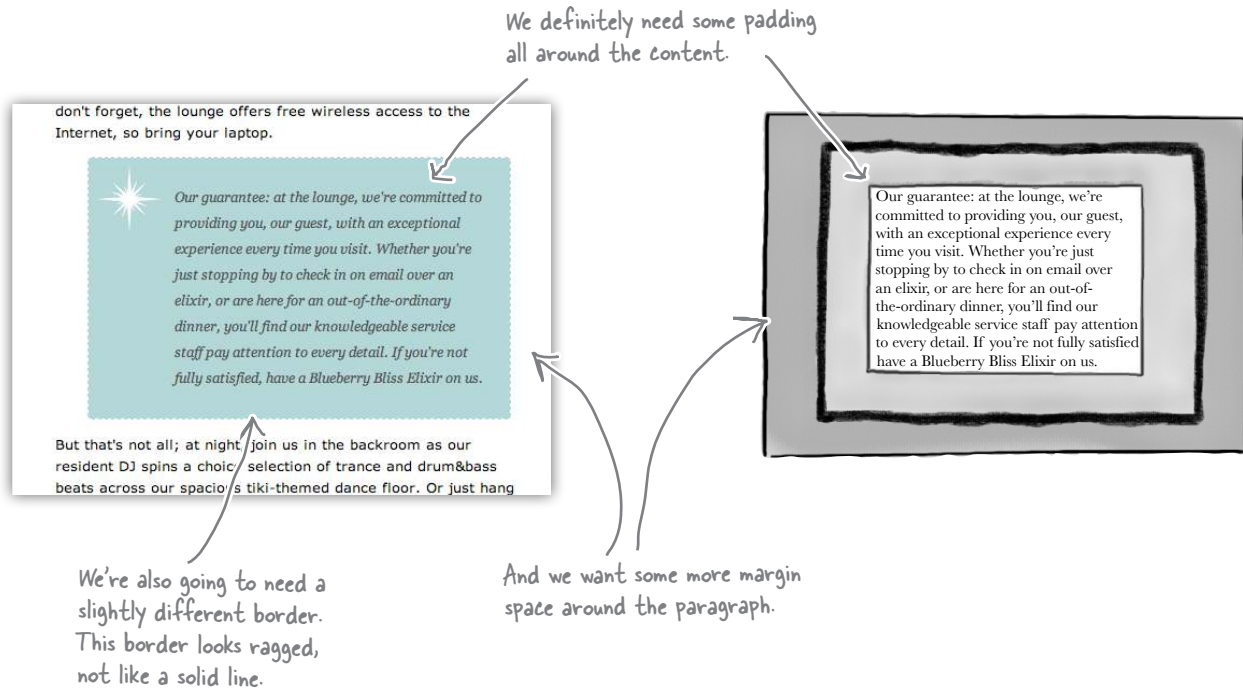 We definitely need some padding
all around the content.
don't forget, the lounge offers free wireless access to the
Internet, so bring your laptop.
Our guarantee: at the lounge, we're committed to
providing you, our guest, with an exceptional
experience every time you visit. Whether you're
just stopping by to check in on email over an
elixir, or are here for an out-of-the-ordinary
dinner, you'll find our knowledgeable service
staff pay attention to every detail. If you're not
fully satisfied, have a Blueberry Bliss Elixir on us.
But that's not all; at night, join us in the backroom as our
resident DJ spins a choice selection of trance and drum&bass
beats across our spacious tiki-themed dance floor. Or just hang
Our guarantee: at the lounge, we’re
committed to providing you, our guest,
with an exceptional experience every
time you visit. Whether you’re just
stopping by to check in on email over
an elixir, or are here for an out-of-
the-ordinary dinner, you’ll find our
knowledgeable service staff pay attention
to every detail. If you’re not fully satisfied
have a Blueberry Bliss Elixir on us.
We’re also going to need a
slightly different border.
This border looks ragged,
not like a solid line.
And we want some more margin
space around the paragraph.